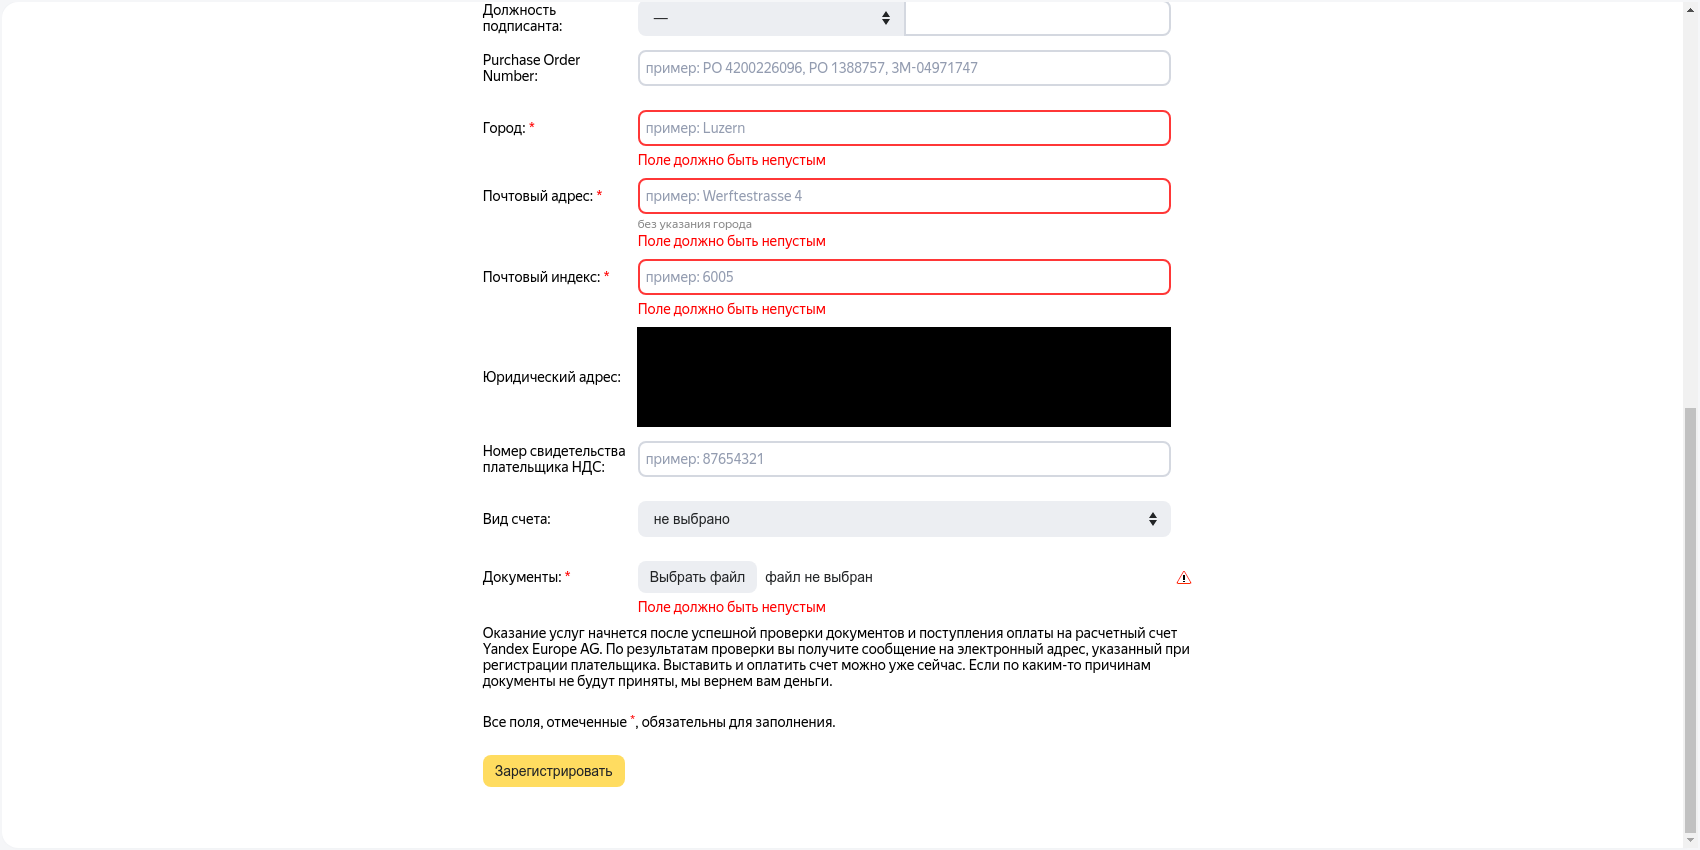 Должность
подписанта:
—
Purchase Order
Number:
пример: PO 4200226096, PO 1388757, 3M-04971747
Город: *
пример: Luzern
Поле должно быть непустым
Почтовый адрес: *
пример: Werftestrasse 4
без указания города
Поле должно быть непустым
Почтовый индекс: *
пример: 6005
Поле должно быть непустым
Юридический адрес:
Номер свидетельства
плательщика НДС:
пример: 87654321
Вид счета:
не выбрано
Документы: *
Выбрать файл файл не выбран
Поле должно быть непустым
Оказание услуг начнется после успешной проверки документов и поступления оплаты на расчетный счет
Yandex Europe AG. По результатам проверки вы получите сообщение на электронный адрес, указанный при
регистрации плательщика. Выставить и оплатить счет можно уже сейчас. Если по каким-то причинам
документы не будут приняты, мы вернем вам деньги.
Все поля, отмеченные *, обязательны для заполнения.
Зарегистрировать